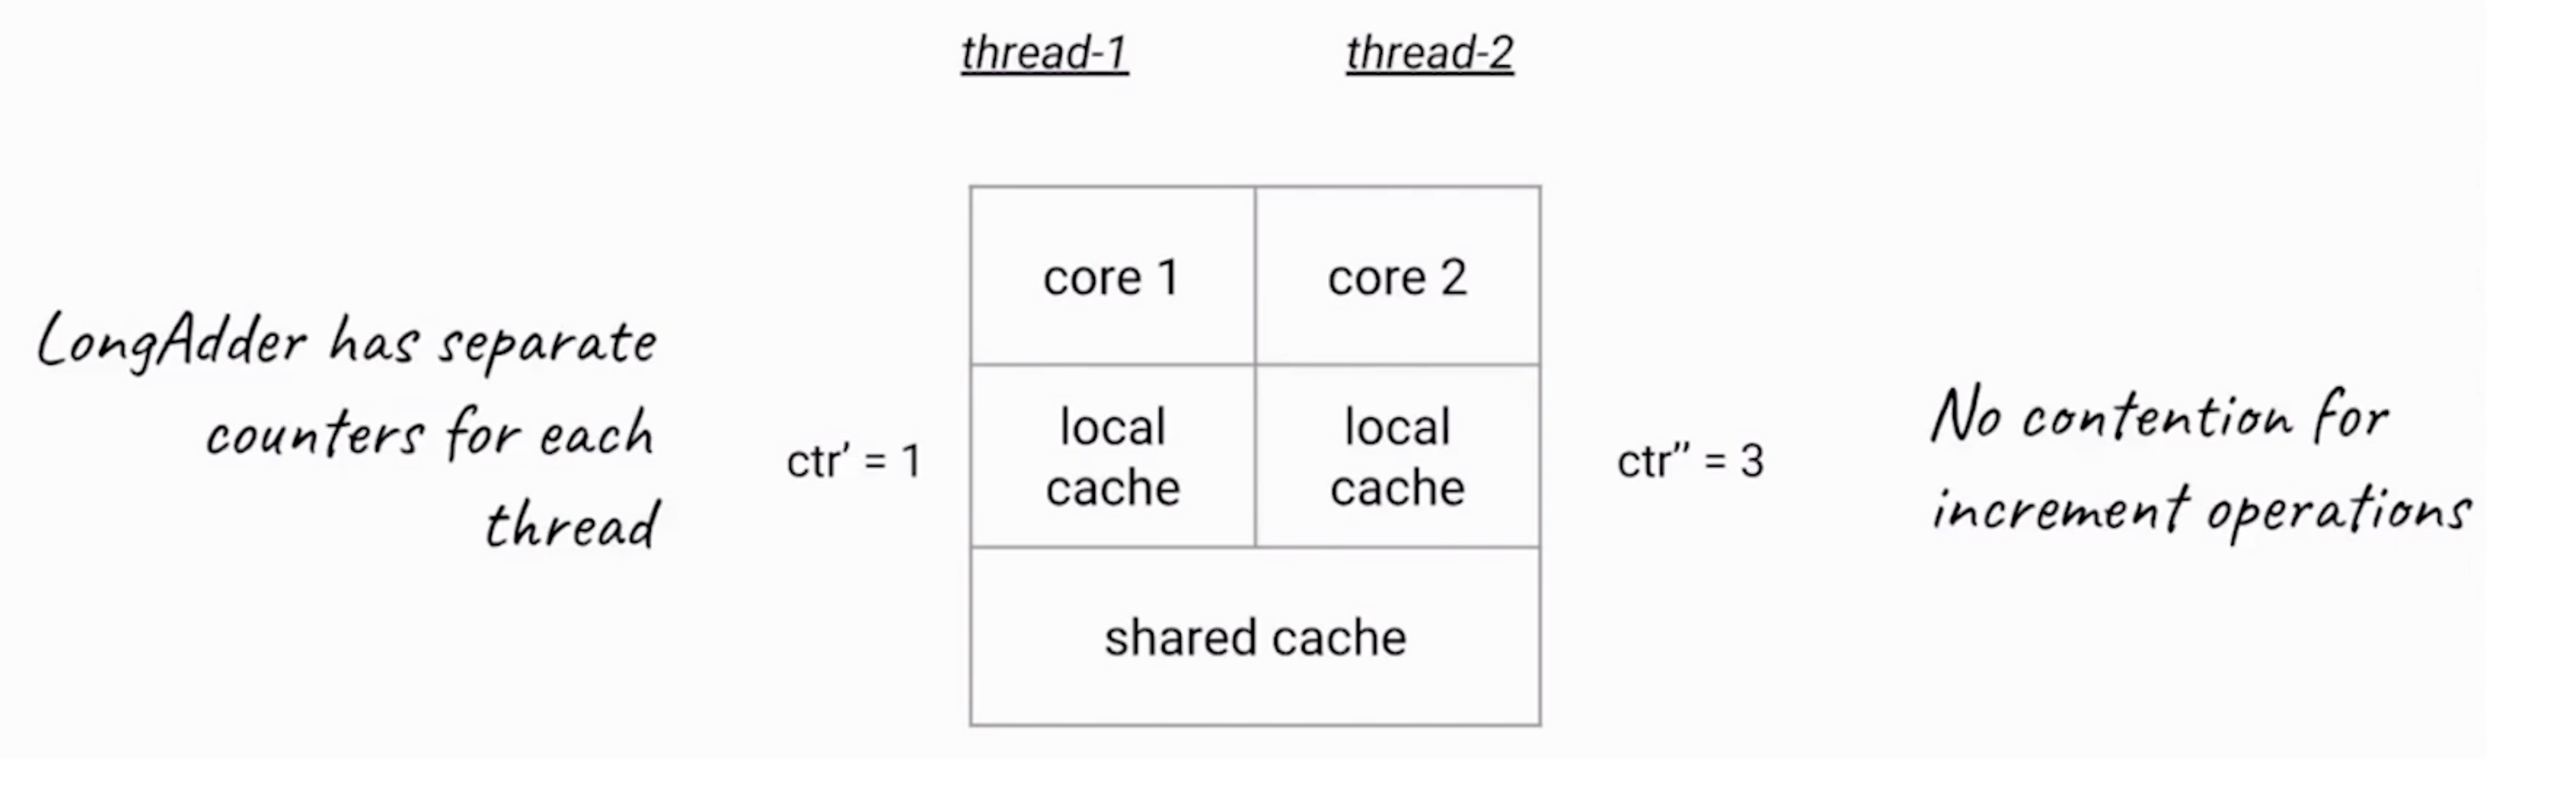 thread-1
thread-2
core 1
core 2
LongAdder has separate
counters for each
thread
ctr’ = 1
local
cache
local
cache
ctr’’ = 3
No contention for
increment operations
shared cache